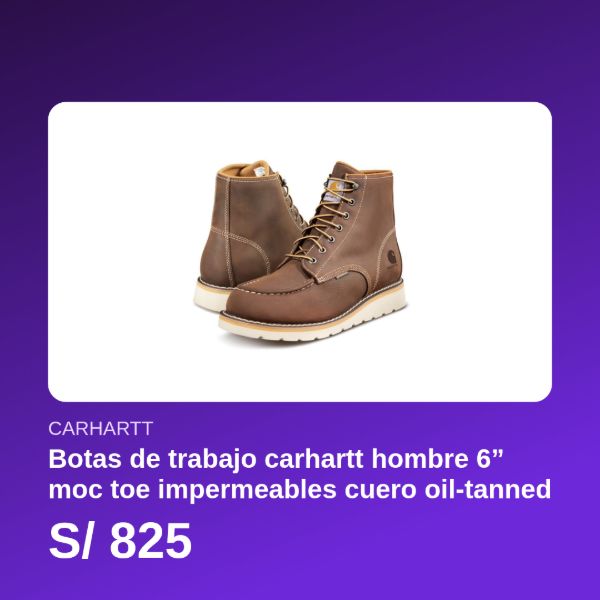 CARHARTT
Botas de trabajo carhartt hombre 6”
moc toe impermeables cuero oil-tanned
S/ 825